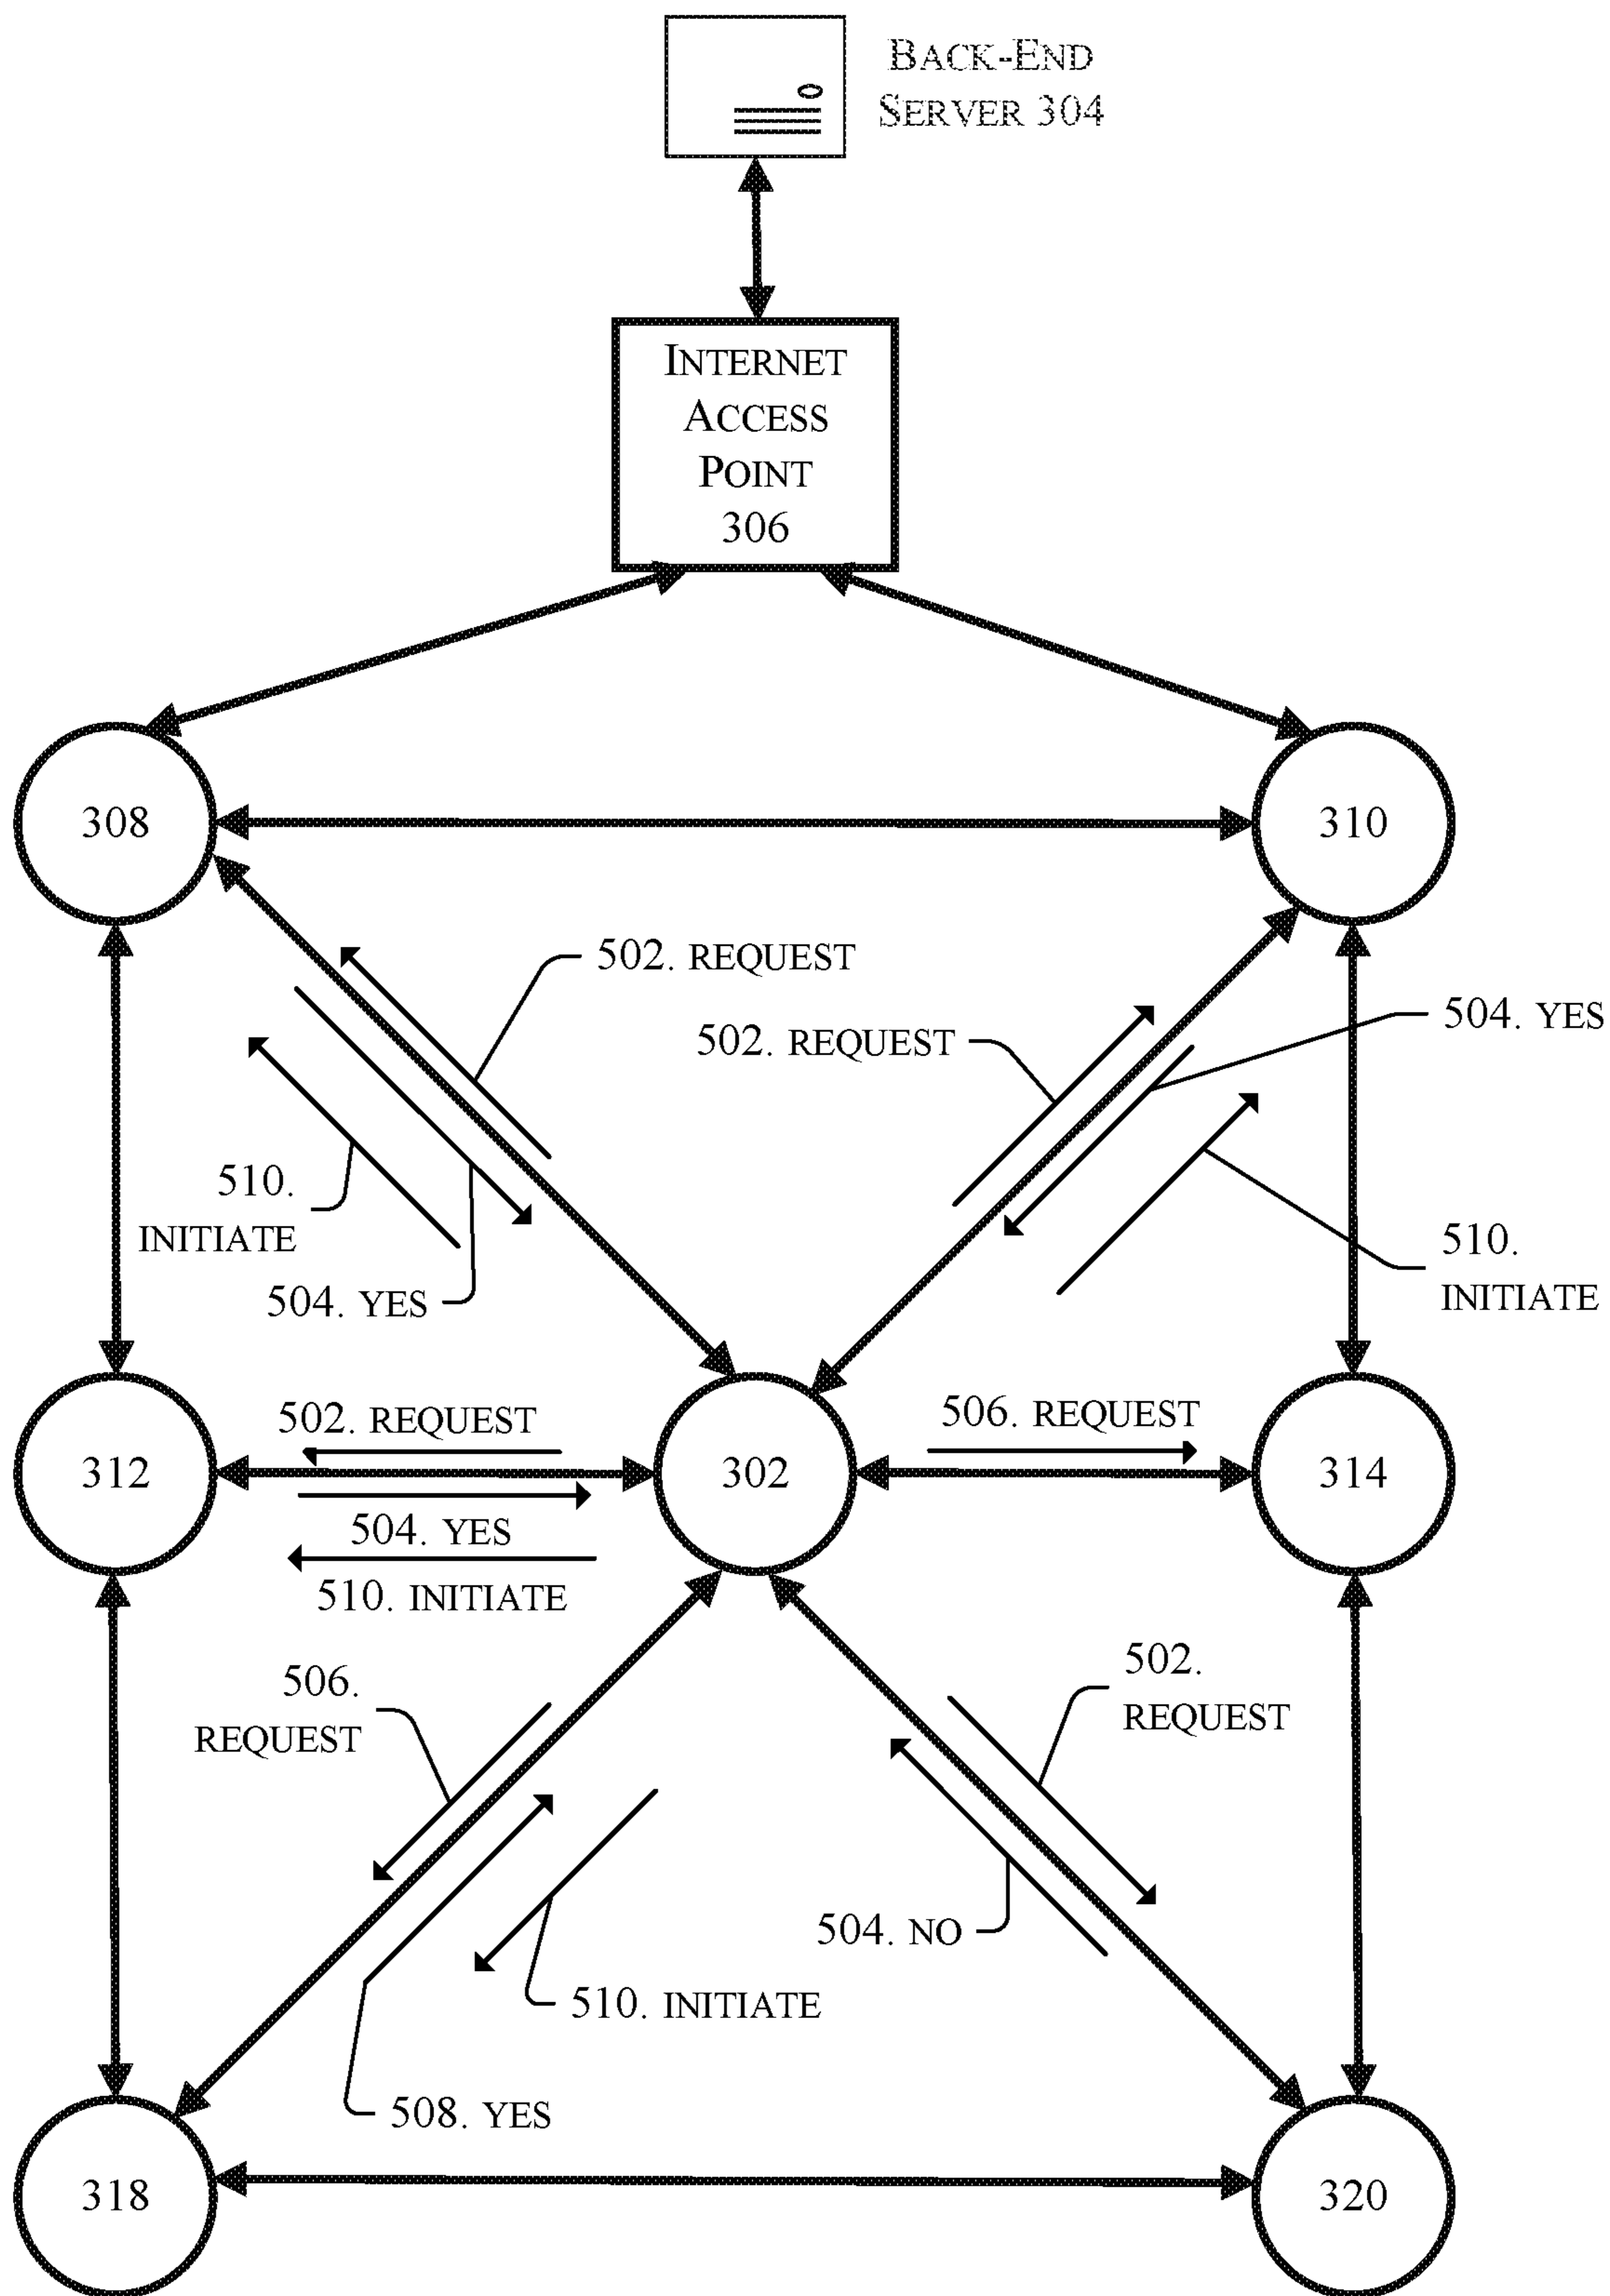 BACK-END
SERVER 304
INTERNET
ACCESS
POINT
306
308
310
502. REQUEST
502. REQUEST
504. YES
510.
INITIATE
504. YES
510.
INITIATE
312
502. REQUEST
504. YES
510. INITIATE
302
506. REQUEST
314
506.
REQUEST
502.
REQUEST
504. NO
510. INITIATE
508. YES
318
320